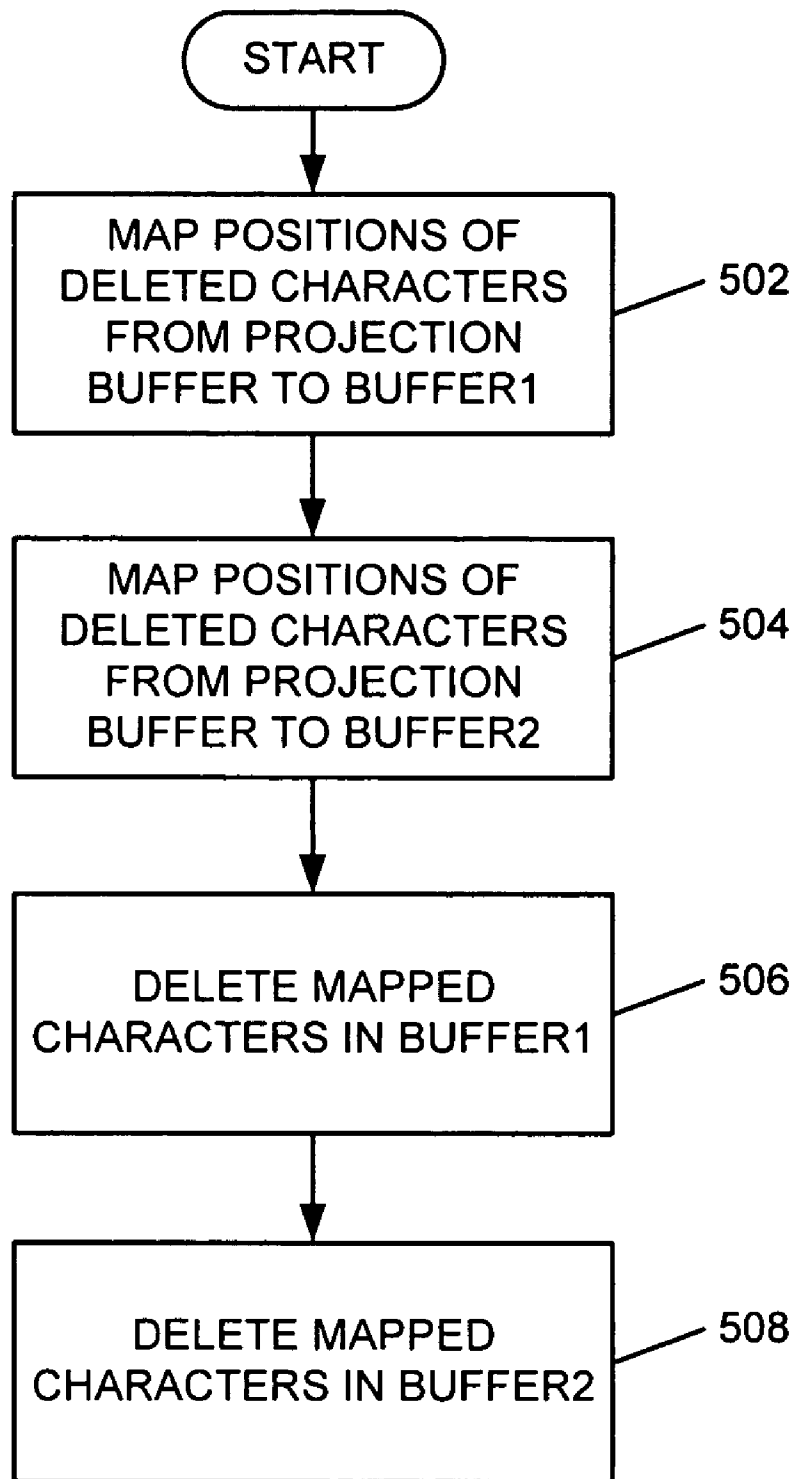 START
MAP POSITIONS OF
DELETED CHARACTERS
FROM PROJECTION
BUFFER TO BUFFER1
502
MAP POSITIONS OF
DELETED CHARACTERS
FROM PROJECTION
BUFFER TO BUFFER2
504
DELETE MAPPED
CHARACTERS IN BUFFER1
506
DELETE MAPPED
CHARACTERS IN BUFFER2
508